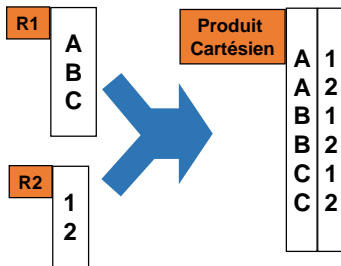 R1
A
B
C
R2
1
2
Produit
Cartésien
A 1
A 2
B 1
B 2
C 1
C 2